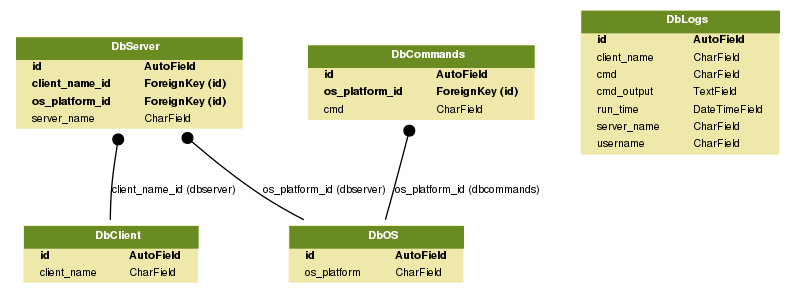 DbServer
id AutoField
client_name_id ForeignKey (id)
os_platform_id ForeignKey (id)
server_name CharField
DbCommands
id AutoField
os_platform_id ForeignKey (id)
cmd CharField
DbLogs
id AutoField
client_name CharField
cmd CharField
cmd_output TextField
run_time DateTimeField
server_name CharField
username CharField
client_name_id (dbserver)
os_platform_id (dbserver)
os_platform_id (dbcommands)
DbClient
id AutoField
client_name CharField
DbOS
id AutoField
os_platform CharField